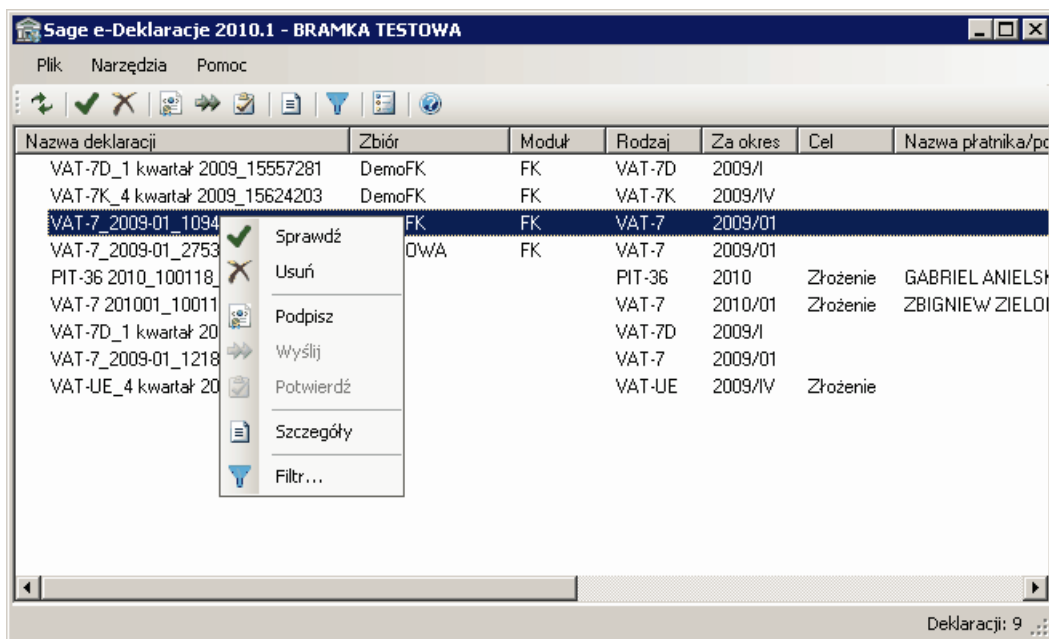 Sage e-Deklaracje 2010.1 - BRAMKA TESTOWA
Plik Narzędzia Pomoc
Nazwa deklaracji Zbiór Moduł Rodzaj Za okres Cel Nazwa płatnika/po
VAT-7D_1 kwartał 2009_15557281 DemoFK FK VAT-7D 2009/I
VAT-7K_4 kwartał 2009_15624203 DemoFK FK VAT-7K 2009/IV
VAT-7_2009-01_1094 FK FK VAT-7 2009/01
VAT-7_2009-01_2753 OWA FK VAT-7 2009/01
PIT-36 2010_100118_ PIT-36 2010 Złożenie GABRIEL ANIELSK
VAT-7 201001_10011 VAT-7 2010/01 Złożenie ZBIGNIEW ZIELO
VAT-7D_1 kwartał 20 VAT-7D 2009/I
VAT-7_2009-01_1218 VAT-7 2009/01
VAT-UE_4 kwartał 20 VAT-UE 2009/IV Złożenie
Sprawdź
Usuń
Podpisz
Wyślij
Potwierdź
Szczegóły
Filtr...
Deklaracji: 9